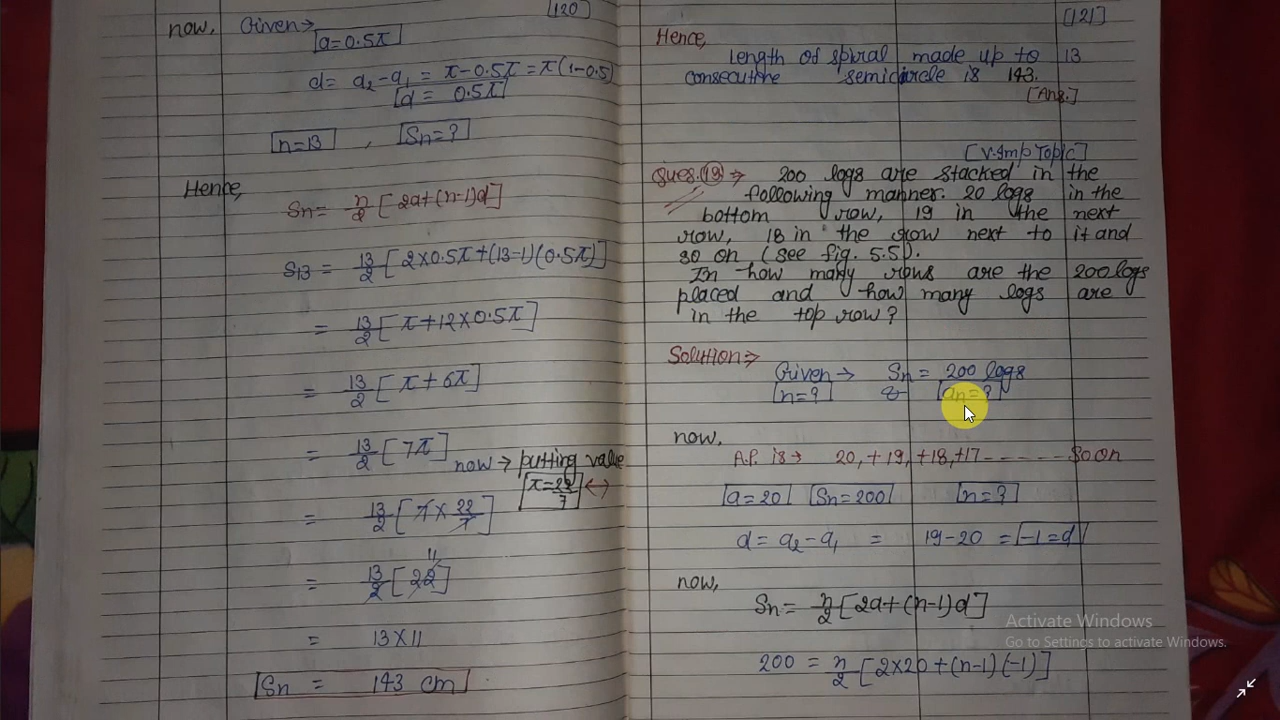 [120]
now, Given →
a = 0.5π
d = a₂-a₁ = π-0.5π = π(1-0.5)
d = 0.5π
n=13 , Sn=?
Hence,
Sn = n/2 [2a+(n-1)d]
S13 = 13/2 [2×0.5π+(13-1)(0.5π)]
= 13/2 [π+12×0.5π]
= 13/2 [π+6π]
= 13/2 [7π]
now → putting value
π=22/7 ↔
= 13/2 [7×22/7]
11
= 13/2 [22]
= 13×11
Sn = 143 cm
[121]
Hence,
Length of spiral made up to 13
consecutive semicircle is 143.
[Ans.]
[V.Imp Topic]
Ques.(19) ⇒ 200 logs are stacked in the
following manner. 20 logs in the
bottom row, 19 in the next
row, 18 in the row next to it and
so on (see fig. 5.5).
In how many rows are the 200 logs
placed and how many logs are
in the top row?
Solution ⇒
Given → Sn = 200 logs
n=? & an=?
now,
A.P. is → 20,+19,+18,+17------So on
a=20 Sn=200 n=?
d = a₂-a₁ = 19-20 = -1=d
now,
Sn = n/2 [2a+(n-1)d]
200 = n/2 [2×20+(n-1)(-1)]
Activate Windows
Go to Settings to activate Windows.